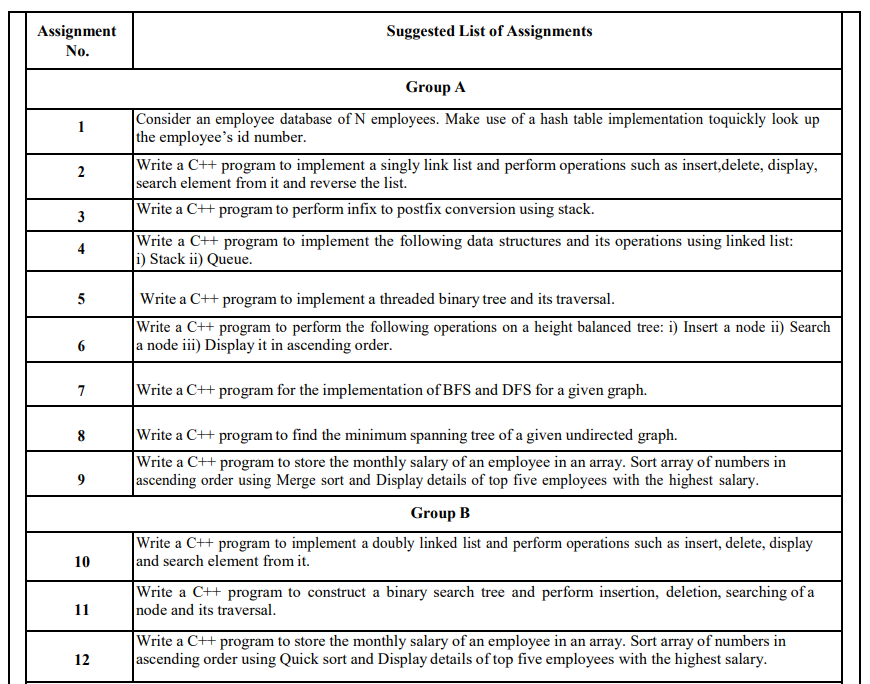 Assignment No.
Suggested List of Assignments
Group A
1
Consider an employee database of N employees. Make use of a hash table implementation toquickly look up
the employee's id number.
2
Write a C++ program to implement a singly link list and perform operations such as insert,delete, display,
search element from it and reverse the list.
3
Write a C++ program to perform infix to postfix conversion using stack.
4
Write a C++ program to implement the following data structures and its operations using linked list:
i) Stack ii) Queue.
5
Write a C++ program to implement a threaded binary tree and its traversal.
6
Write a C++ program to perform the following operations on a height balanced tree: i) Insert a node ii) Search
a node iii) Display it in ascending order.
7
Write a C++ program for the implementation of BFS and DFS for a given graph.
8
Write a C++ program to find the minimum spanning tree of a given undirected graph.
9
Write a C++ program to store the monthly salary of an employee in an array. Sort array of numbers in
ascending order using Merge sort and Display details of top five employees with the highest salary.
Group B
10
Write a C++ program to implement a doubly linked list and perform operations such as insert, delete, display
and search element from it.
11
Write a C++ program to construct a binary search tree and perform insertion, deletion, searching of a
node and its traversal.
12
Write a C++ program to store the monthly salary of an employee in an array. Sort array of numbers in
ascending order using Quick sort and Display details of top five employees with the highest salary.